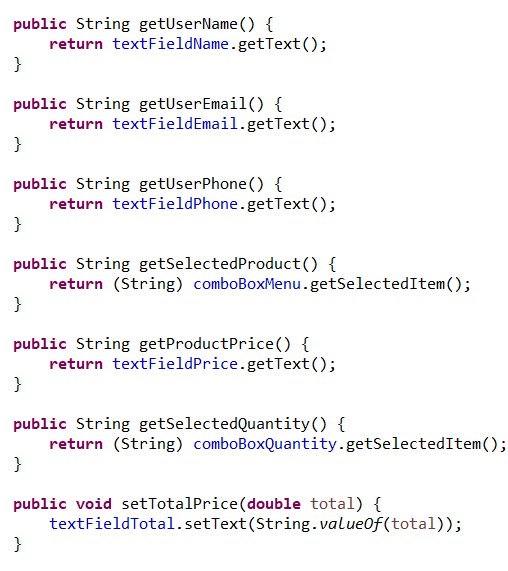 public String getUserName() {
    return textFieldName.getText();
}

public String getUserEmail() {
    return textFieldEmail.getText();
}

public String getUserPhone() {
    return textFieldPhone.getText();
}

public String getSelectedProduct() {
    return (String) comboBoxMenu.getSelectedItem();
}

public String getProductPrice() {
    return textFieldPrice.getText();
}

public String getSelectedQuantity() {
    return (String) comboBoxQuantity.getSelectedItem();
}

public void setTotalPrice(double total) {
    textFieldTotal.setText(String.valueOf(total));
}